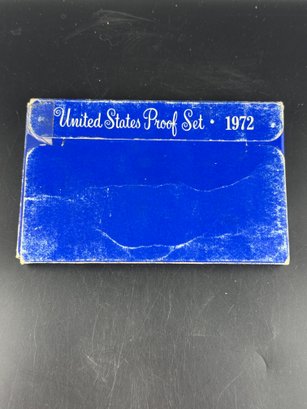 United States Proof Set • 1972